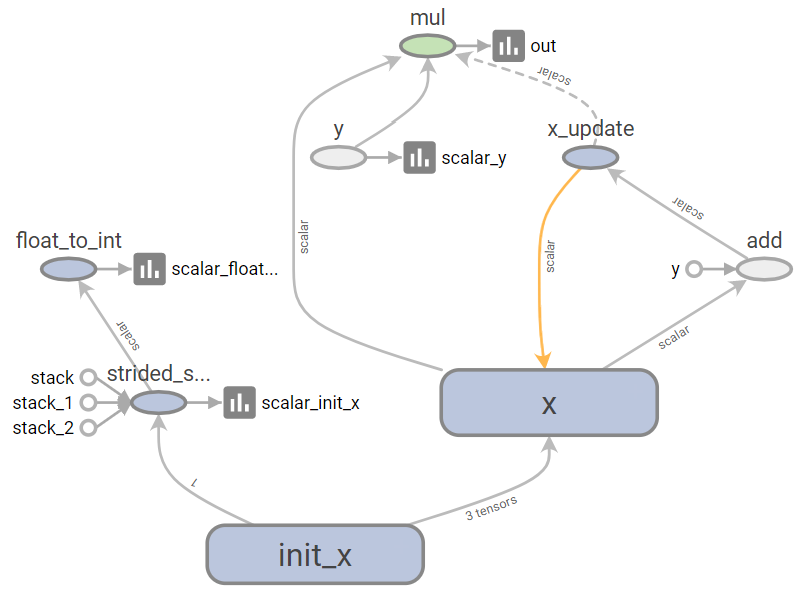 mul
out
scalar
x_update
y
scalar_y
scalar
scalar
scalar
float_to_int
scalar_float...
add
y
scalar
scalar
stack
strided_s...
stack_1
scalar_init_x
stack_2
x
1
3 tensors
init_x